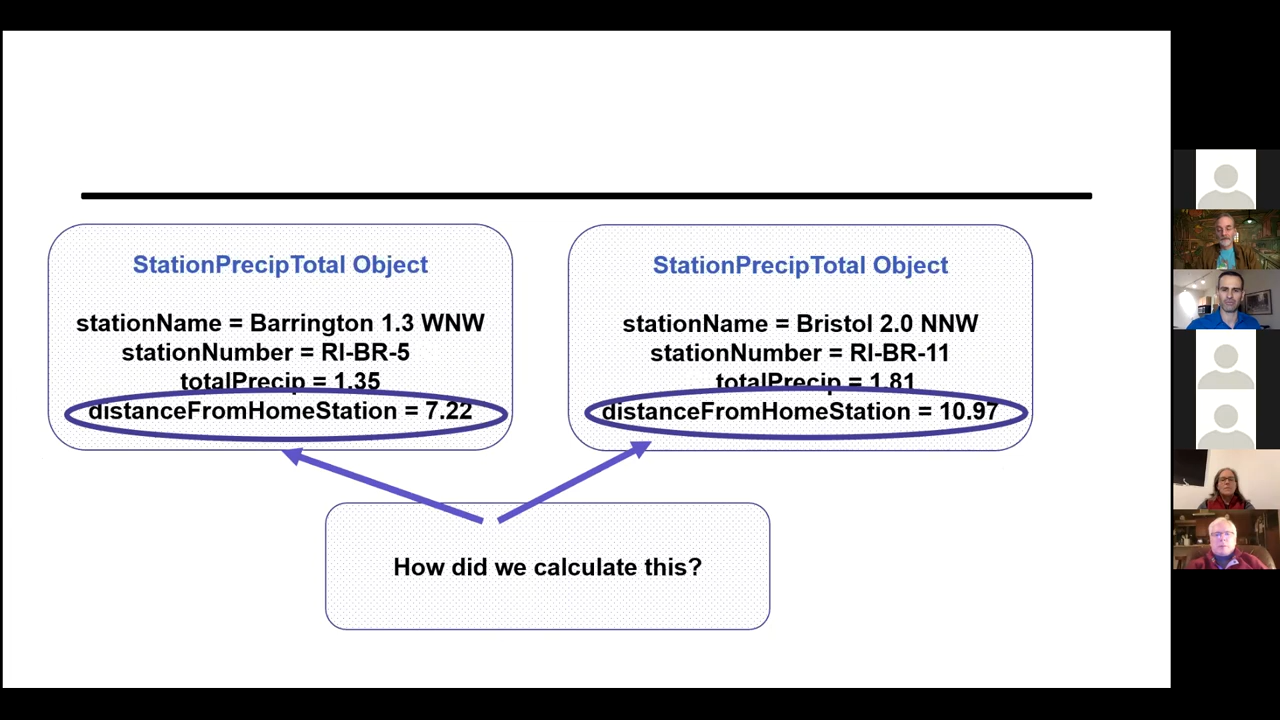 StationPrecipTotal Object
stationName = Barrington 1.3 WNW
stationNumber = RI-BR-5
totalPrecip = 1.35
distanceFromHomeStation = 7.22
StationPrecipTotal Object
stationName = Bristol 2.0 NNW
stationNumber = RI-BR-11
totalPrecip = 1.81
distanceFromHomeStation = 10.97
How did we calculate this?